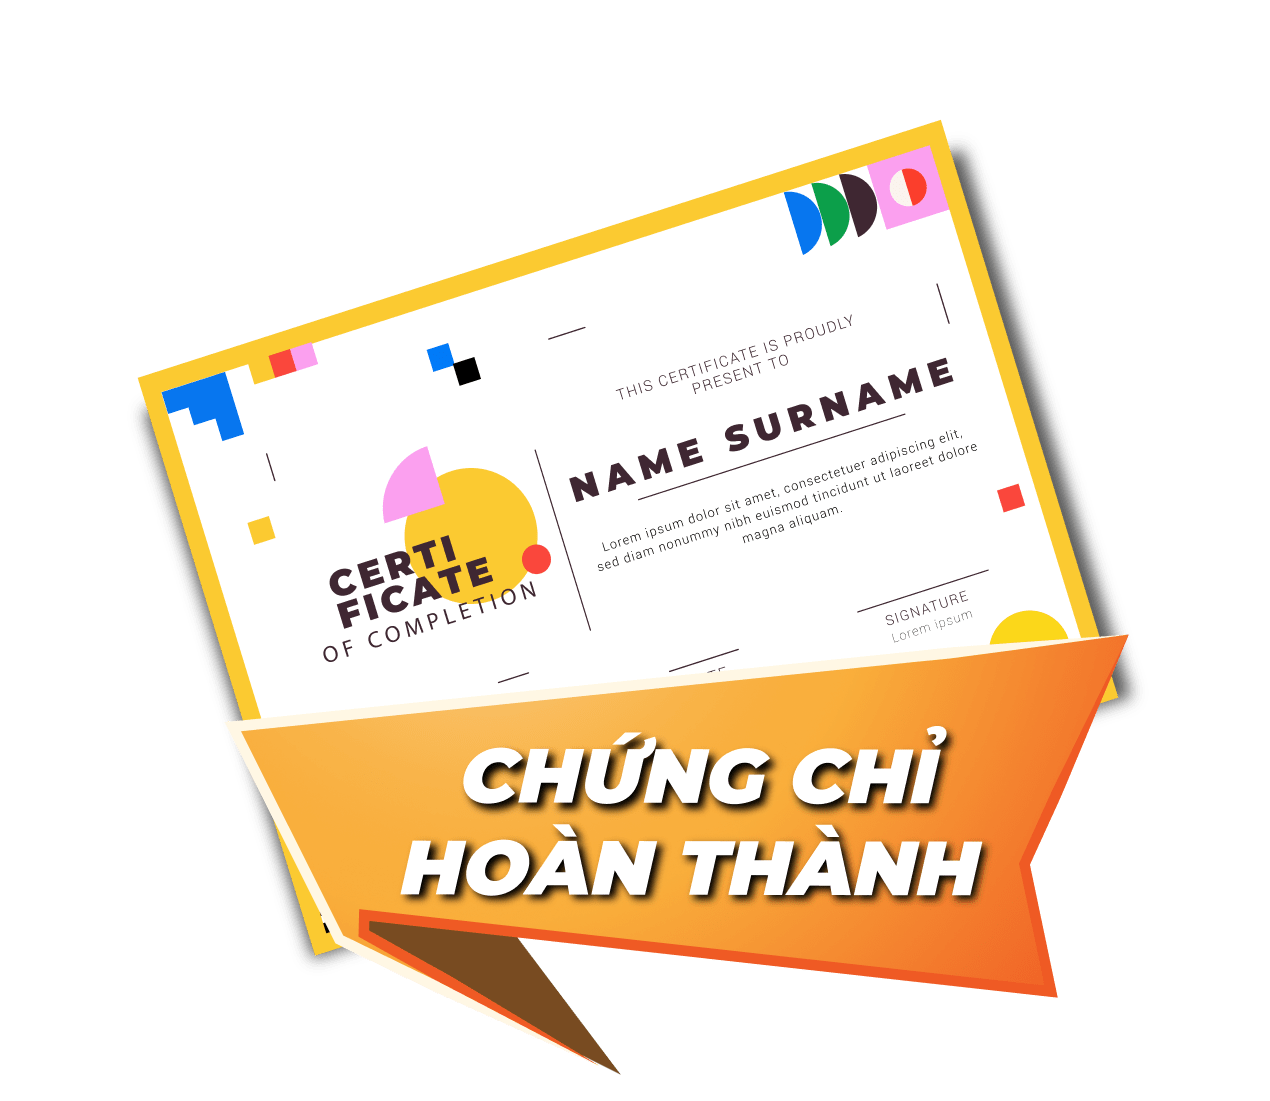 THIS CERTIFICATE IS PROUDLY
PRESENT TO
NAME SURNAME
Lorem ipsum dolor sit amet, consectetuer adipiscing elit,
sed diam nonummy nibh euismod tincidunt ut laoreet dolore
magna aliquam.
CERTI
FICATE
OF COMPLETION
SIGNATURE
Lorem ipsum
CHỨNG CHỈ
HOÀN THÀNH